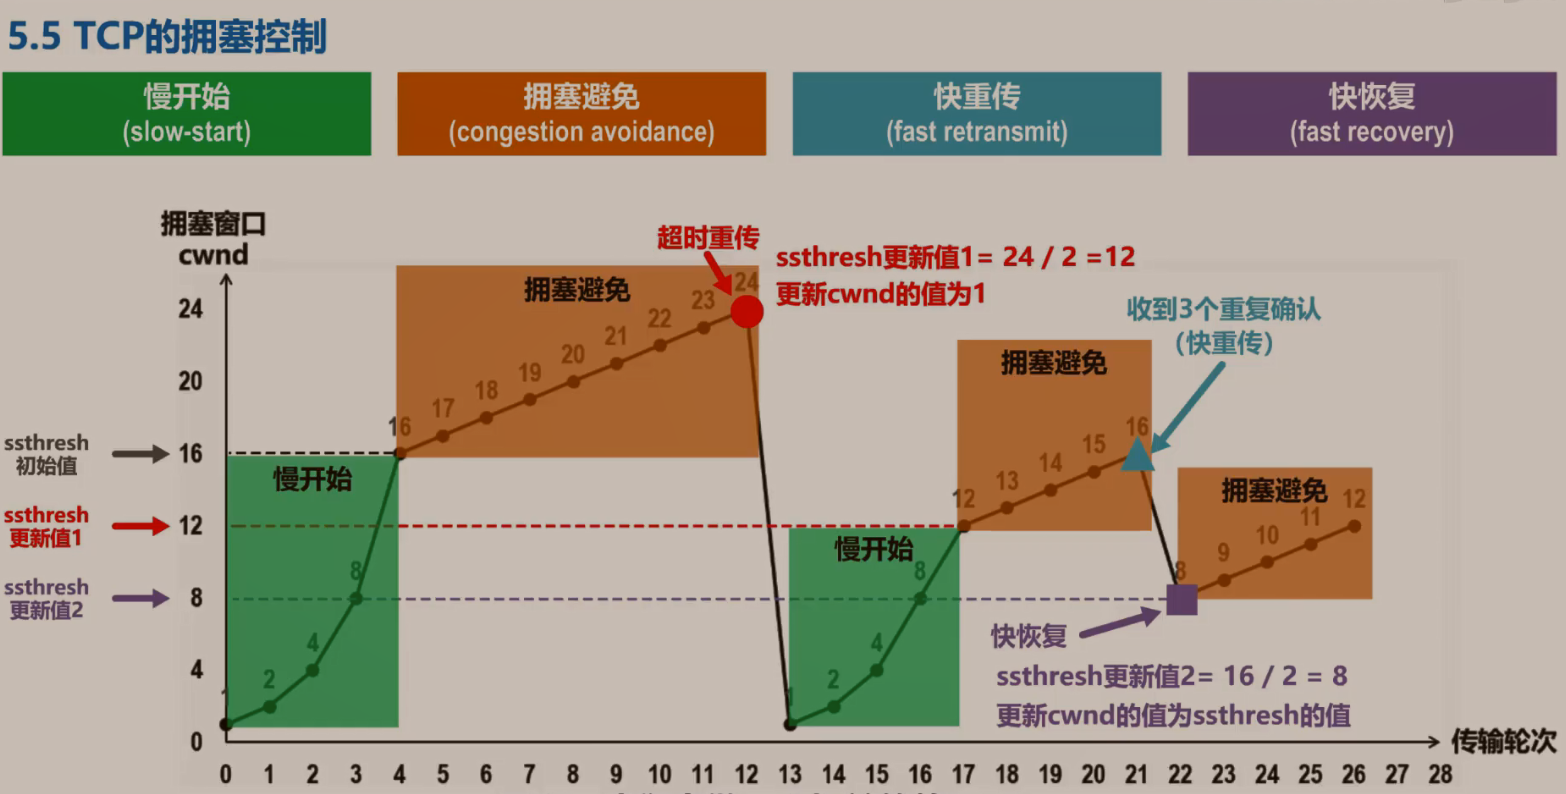 5.5 TCP的拥塞控制
慢开始
(slow-start)
拥塞避免
(congestion avoidance)
快重传
(fast retransmit)
快恢复
(fast recovery)
拥塞窗口
cwnd
24
20
16
12
8
4
0
ssthresh
初始值
ssthresh
更新值1
ssthresh
更新值2
慢开始
1
2
4
8
拥塞避免
16
17
18
19
20
21
22
23
24
超时重传
ssthresh更新值1= 24 / 2 =12
更新cwnd的值为1
慢开始
1
2
4
8
拥塞避免
12
13
14
15
16
收到3个重复确认
(快重传)
拥塞避免
8
9
10
11
12
快恢复
ssthresh更新值2= 16 / 2 = 8
更新cwnd的值为ssthresh的值
传输轮次
0 1 2 3 4 5 6 7 8 9 10 11 12 13 14 15 16 17 18 19 20 21 22 23 24 25 26 27 28